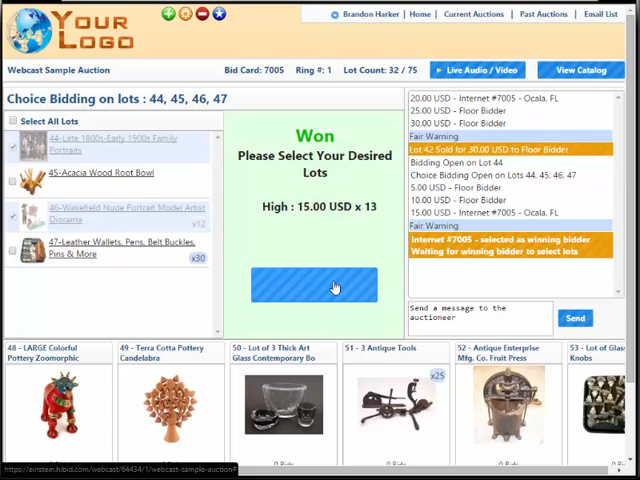 YOUR
LOGO
Brandon Harker | Home | Current Auctions | Past Auctions | Email List
Webcast Sample Auction
Bid Card: 7005
Ring #: 1
Lot Count: 32 / 75
Live Audio / Video
View Catalog
Choice Bidding on lots : 44, 45, 46, 47
Select All Lots
44-Late 1800s-Early 1900s Family
Portraits
45-Acacia Wood Root Bowl
46-Wakefield Nude Portrait Model Artist
Diorama
x12
47-Leather Wallets, Pens, Belt Buckles,
Pins & More
x30
Won
Please Select Your Desired
Lots
High : 15.00 USD x 13
20.00 USD - Internet #7005 - Ocala, FL
25.00 USD - Floor Bidder
30.00 USD - Floor Bidder
Fair Warning
Lot 42 Sold for 30.00 USD to Floor Bidder
Bidding Open on Lot 44
Choice Bidding Open on Lots 44, 45, 46, 47
5.00 USD - Floor Bidder
10.00 USD - Floor Bidder
15.00 USD - Internet #7005 - Ocala, FL
Fair Warning
Internet #7005 - selected as winning bidder
Waiting for winning bidder to select lots
Send a message to the
auctioneer
Send
48 - LARGE Colorful
Pottery Zoomorphic
49 - Terra Cotta Pottery
Candelabra
50 - Lot of 3 Thick Art
Glass Contemporary Bo
51 - 3 Antique Tools
x25
52 - Antique Enterprise
Mfg. Co. Fruit Press
53 - Lot of Glass
Knobs
0 Bids
0 Bids
0 Bids
https://einstein.hibid.com/webcast/64434/1/webcast-sample-auction#